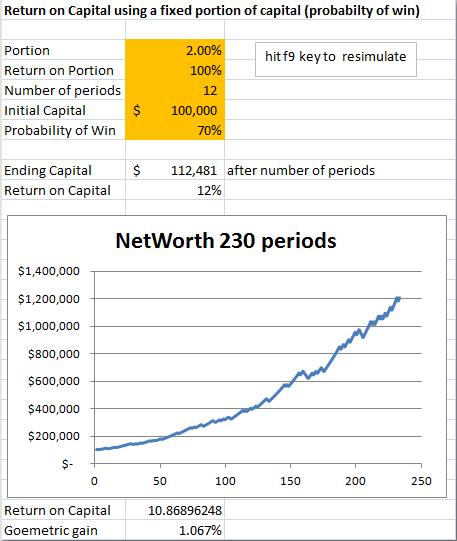 Return on Capital using a fixed portion of capital (probabilty of win)
Portion 2.00%
hit f9 key to resimulate
Return on Portion 100%
Number of periods 12
Initial Capital $ 100,000
Probability of Win 70%
Ending Capital $ 112,481 after number of periods
Return on Capital 12%
NetWorth 230 periods
$1,400,000
$1,200,000
$1,000,000
$800,000
$600,000
$400,000
$200,000
$-
0 50 100 150 200 250
Return on Capital 10.86896248
Goemetric gain 1.067%